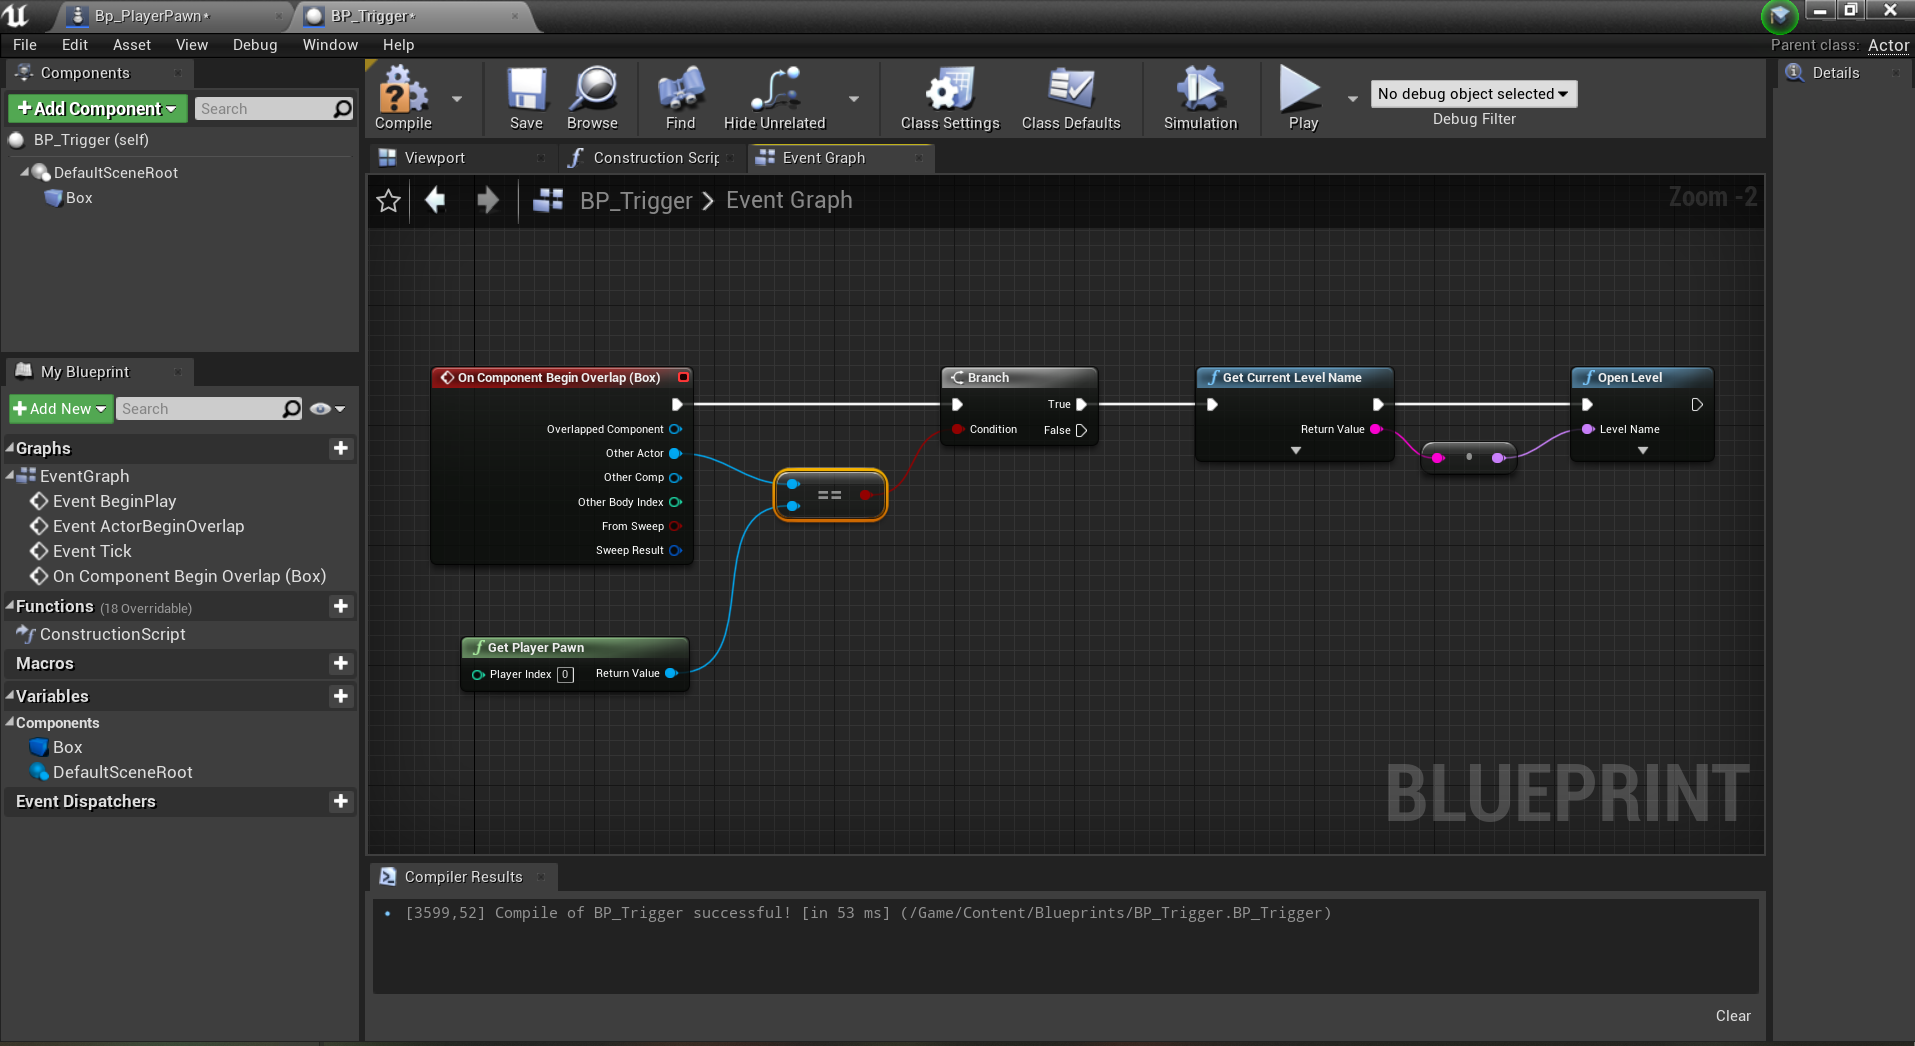 Bp_PlayerPawn*
BP_Trigger*
File Edit Asset View Debug Window Help
Parent class: Actor
Components
Add Component
Search
BP_Trigger (self)
DefaultSceneRoot
Box
Compile
Save
Browse
Find
Hide Unrelated
Class Settings
Class Defaults
Simulation
Play
No debug object selected
Debug Filter
Details
Viewport
Construction Scrip
Event Graph
BP_Trigger > Event Graph
Zoom -2
On Component Begin Overlap (Box)
Overlapped Component
Other Actor
Other Comp
Other Body Index
From Sweep
Sweep Result
==
Get Player Pawn
Player Index 0 Return Value
Branch
True
Condition False
Get Current Level Name
Return Value
Open Level
Level Name
BLUEPRINT
My Blueprint
Add New
Search
Graphs
EventGraph
Event BeginPlay
Event ActorBeginOverlap
Event Tick
On Component Begin Overlap (Box)
Functions (18 Overridable)
ConstructionScript
Macros
Variables
Components
Box
DefaultSceneRoot
Event Dispatchers
Compiler Results
[3599,52] Compile of BP_Trigger successful! [in 53 ms] (/Game/Content/Blueprints/BP_Trigger.BP_Trigger)
Clear